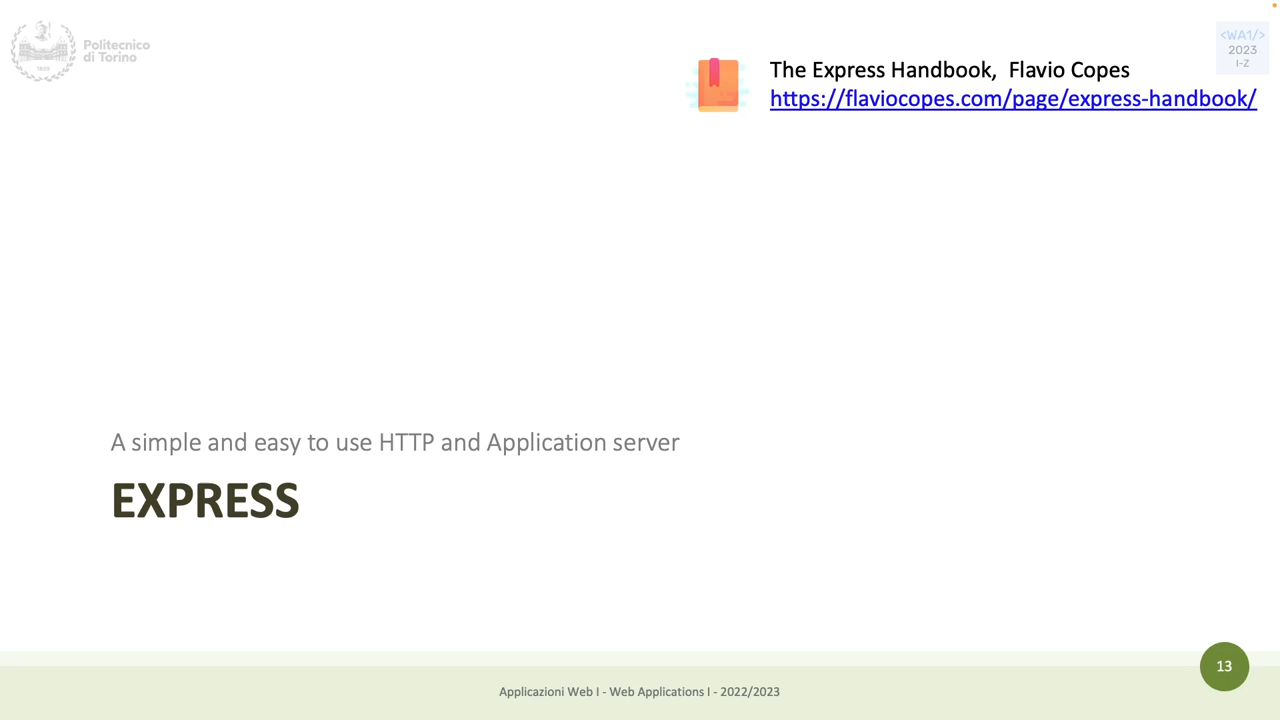 Politecnico
di Torino
1859
<WA1/>
2023
I-Z
The Express Handbook, Flavio Copes
https://flaviocopes.com/page/express-handbook/
A simple and easy to use HTTP and Application server
EXPRESS
13
Applicazioni Web I - Web Applications I - 2022/2023